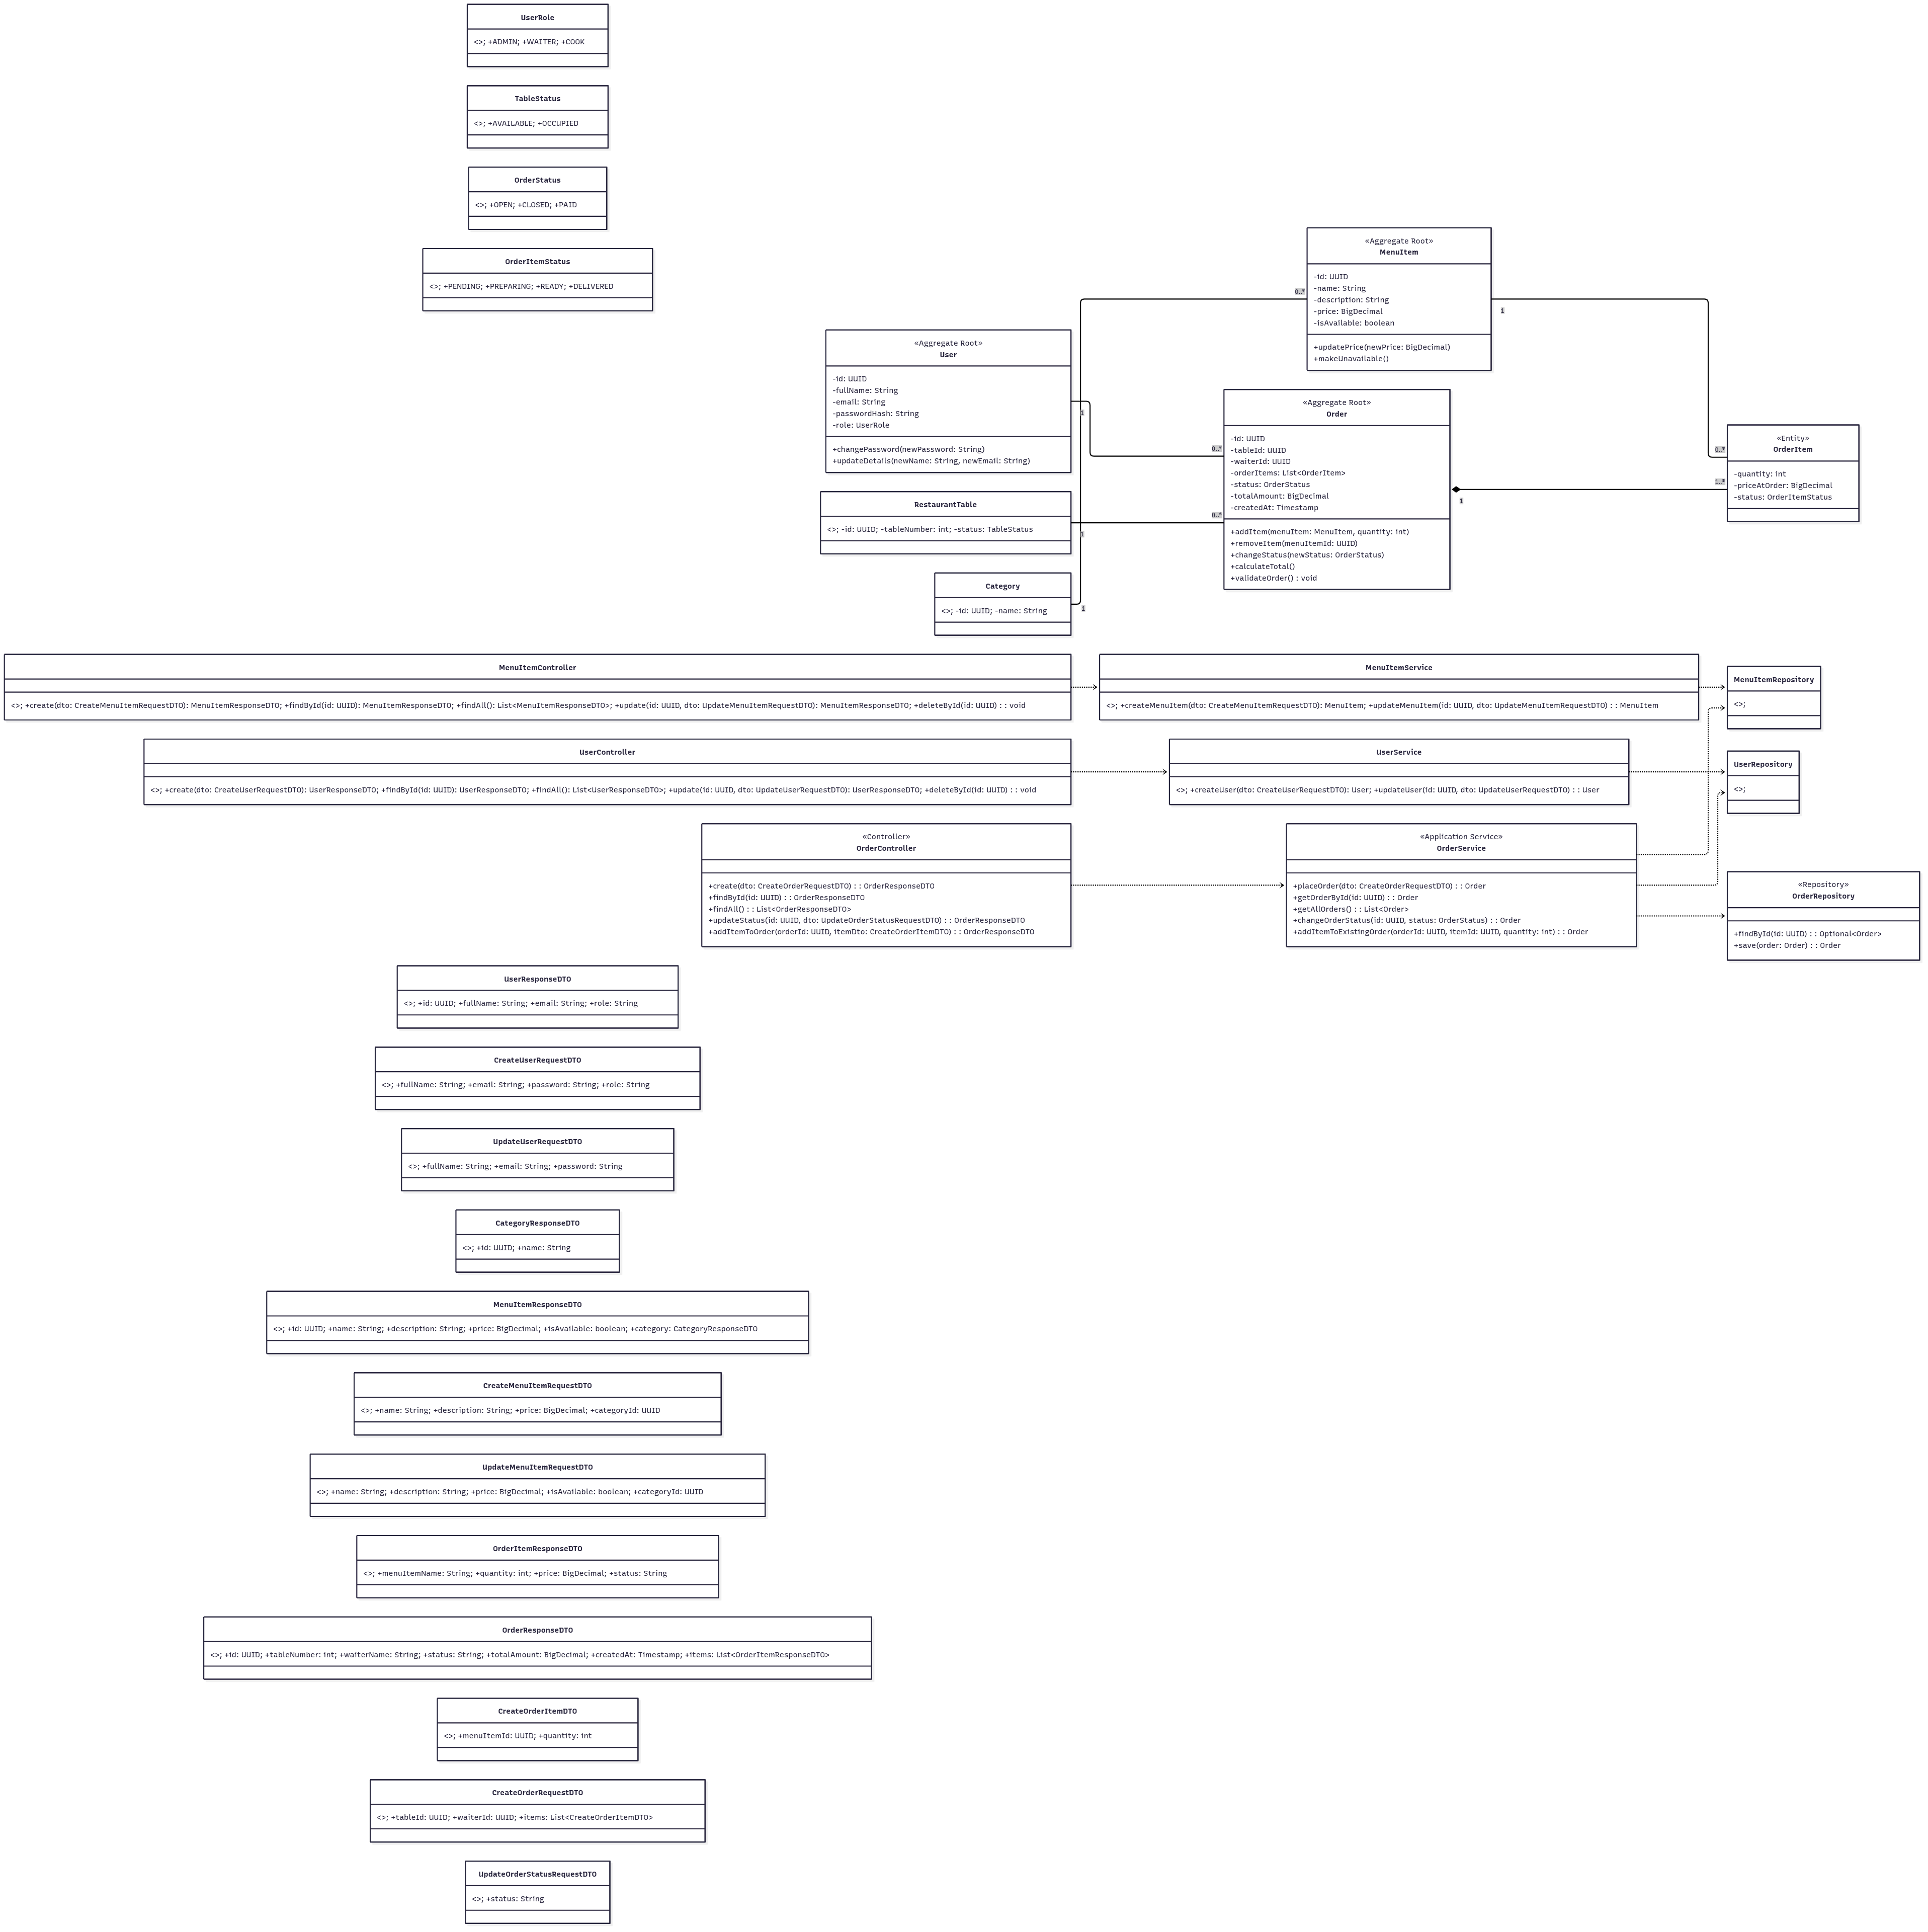 UserRole
<>; +ADMIN; +WAITER; +COOK
TableStatus
<>; +AVAILABLE; +OCCUPIED
OrderStatus
<>; +OPEN; +CLOSED; +PAID
OrderItemStatus
<>; +PENDING; +PREPARING; +READY; +DELIVERED
«Aggregate Root»
MenuItem
-id: UUID
-name: String
-description: String
-price: BigDecimal
-isAvailable: boolean
+updatePrice(newPrice: BigDecimal)
+makeUnavailable()
0..*
1
«Aggregate Root»
User
-id: UUID
-fullName: String
-email: String
-passwordHash: String
-role: UserRole
+changePassword(newPassword: String)
+updateDetails(newName: String, newEmail: String)
1
0..*
«Aggregate Root»
Order
-id: UUID
-tableId: UUID
-waiterId: UUID
-orderItems: List<OrderItem>
-status: OrderStatus
-totalAmount: BigDecimal
-createdAt: Timestamp
+addItem(menuItem: MenuItem, quantity: int)
+removeItem(menuItemId: UUID)
+changeStatus(newStatus: OrderStatus)
+calculateTotal()
+validateOrder() : void
0..*
1..*
1
«Entity»
OrderItem
-quantity: int
-priceAtOrder: BigDecimal
-status: OrderItemStatus
RestaurantTable
<>; -id: UUID; -tableNumber: int; -status: TableStatus
0..*
1
Category
<>; -id: UUID; -name: String
1
MenuItemController
<>; +create(dto: CreateMenuItemRequestDTO): MenuItemResponseDTO; +findById(id: UUID): MenuItemResponseDTO; +findAll(): List<MenuItemResponseDTO>; +update(id: UUID, dto: UpdateMenuItemRequestDTO): MenuItemResponseDTO; +deleteById(id: UUID) : : void
MenuItemService
<>; +createMenuItem(dto: CreateMenuItemRequestDTO): MenuItem; +updateMenuItem(id: UUID, dto: UpdateMenuItemRequestDTO) : : MenuItem
MenuItemRepository
<>;
UserController
<>; +create(dto: CreateUserRequestDTO): UserResponseDTO; +findById(id: UUID): UserResponseDTO; +findAll(): List<UserResponseDTO>; +update(id: UUID, dto: UpdateUserRequestDTO): UserResponseDTO; +deleteById(id: UUID) : : void
UserService
<>; +createUser(dto: CreateUserRequestDTO): User; +updateUser(id: UUID, dto: UpdateUserRequestDTO) : : User
UserRepository
<>;
«Controller»
OrderController
+create(dto: CreateOrderRequestDTO) : : OrderResponseDTO
+findById(id: UUID) : : OrderResponseDTO
+findAll() : : List<OrderResponseDTO>
+updateStatus(id: UUID, dto: UpdateOrderStatusRequestDTO) : : OrderResponseDTO
+addItemToOrder(orderId: UUID, itemDto: CreateOrderItemDTO) : : OrderResponseDTO
«Application Service»
OrderService
+placeOrder(dto: CreateOrderRequestDTO) : : Order
+getOrderById(id: UUID) : : Order
+getAllOrders() : : List<Order>
+changeOrderStatus(id: UUID, status: OrderStatus) : : Order
+addItemToExistingOrder(orderId: UUID, itemId: UUID, quantity: int) : : Order
«Repository»
OrderRepository
+findById(id: UUID) : : Optional<Order>
+save(order: Order) : : Order
UserResponseDTO
<>; +id: UUID; +fullName: String; +email: String; +role: String
CreateUserRequestDTO
<>; +fullName: String; +email: String; +password: String; +role: String
UpdateUserRequestDTO
<>; +fullName: String; +email: String; +password: String
CategoryResponseDTO
<>; +id: UUID; +name: String
MenuItemResponseDTO
<>; +id: UUID; +name: String; +description: String; +price: BigDecimal; +isAvailable: boolean; +category: CategoryResponseDTO
CreateMenuItemRequestDTO
<>; +name: String; +description: String; +price: BigDecimal; +categoryId: UUID
UpdateMenuItemRequestDTO
<>; +name: String; +description: String; +price: BigDecimal; +isAvailable: boolean; +categoryId: UUID
OrderItemResponseDTO
<>; +menuItemName: String; +quantity: int; +price: BigDecimal; +status: String
OrderResponseDTO
<>; +id: UUID; +tableNumber: int; +waiterName: String; +status: String; +totalAmount: BigDecimal; +createdAt: Timestamp; +items: List<OrderItemResponseDTO>
CreateOrderItemDTO
<>; +menuItemId: UUID; +quantity: int
CreateOrderRequestDTO
<>; +tableId: UUID; +waiterId: UUID; +items: List<CreateOrderItemDTO>
UpdateOrderStatusRequestDTO
<>; +status: String